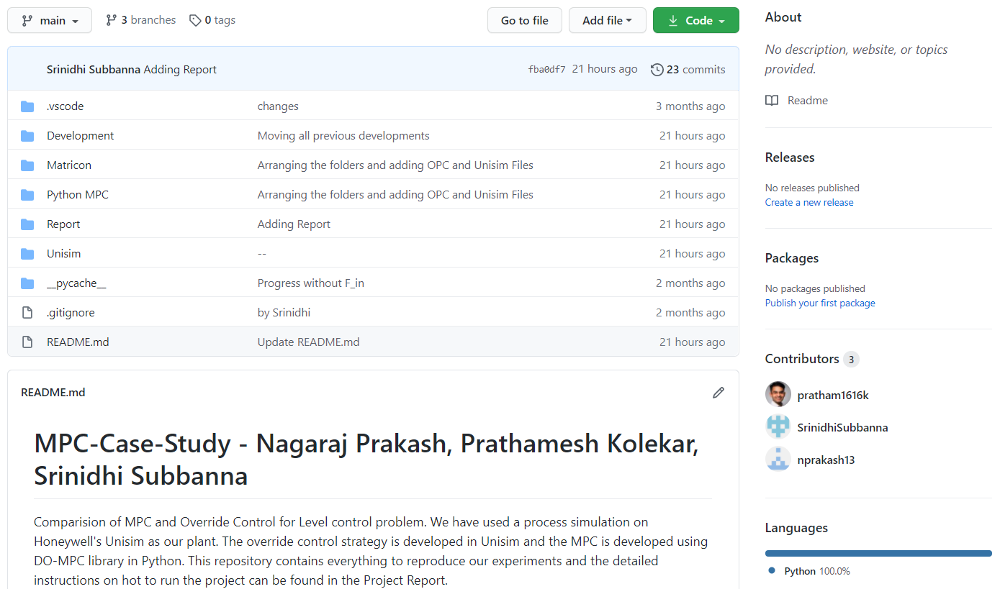 main 3 branches 0 tags Go to file Add file Code
Srinidhi Subbanna Adding Report fba0df7 21 hours ago 23 commits
.vscode changes 3 months ago
Development Moving all previous developments 21 hours ago
Matricon Arranging the folders and adding OPC and Unisim Files 21 hours ago
Python MPC Arranging the folders and adding OPC and Unisim Files 21 hours ago
Report Adding Report 21 hours ago
Unisim -- 21 hours ago
__pycache__ Progress without F_in 2 months ago
.gitignore by Srinidhi 2 months ago
README.md Update README.md 21 hours ago
README.md
MPC-Case-Study - Nagaraj Prakash, Prathamesh Kolekar,
Srinidhi Subbanna
Comparision of MPC and Override Control for Level control problem. We have used a process simulation on
Honeywell's Unisim as our plant. The override control strategy is developed in Unisim and the MPC is developed using
DO-MPC library in Python. This repository contains everything to reproduce our experiments and the detailed
instructions on hot to run the project can be found in the Project Report.
About
No description, website, or topics
provided.
Readme
Releases
No releases published
Create a new release
Packages
No packages published
Publish your first package
Contributors 3
pratham1616k
SrinidhiSubbanna
nprakash13
Languages
Python 100.0%